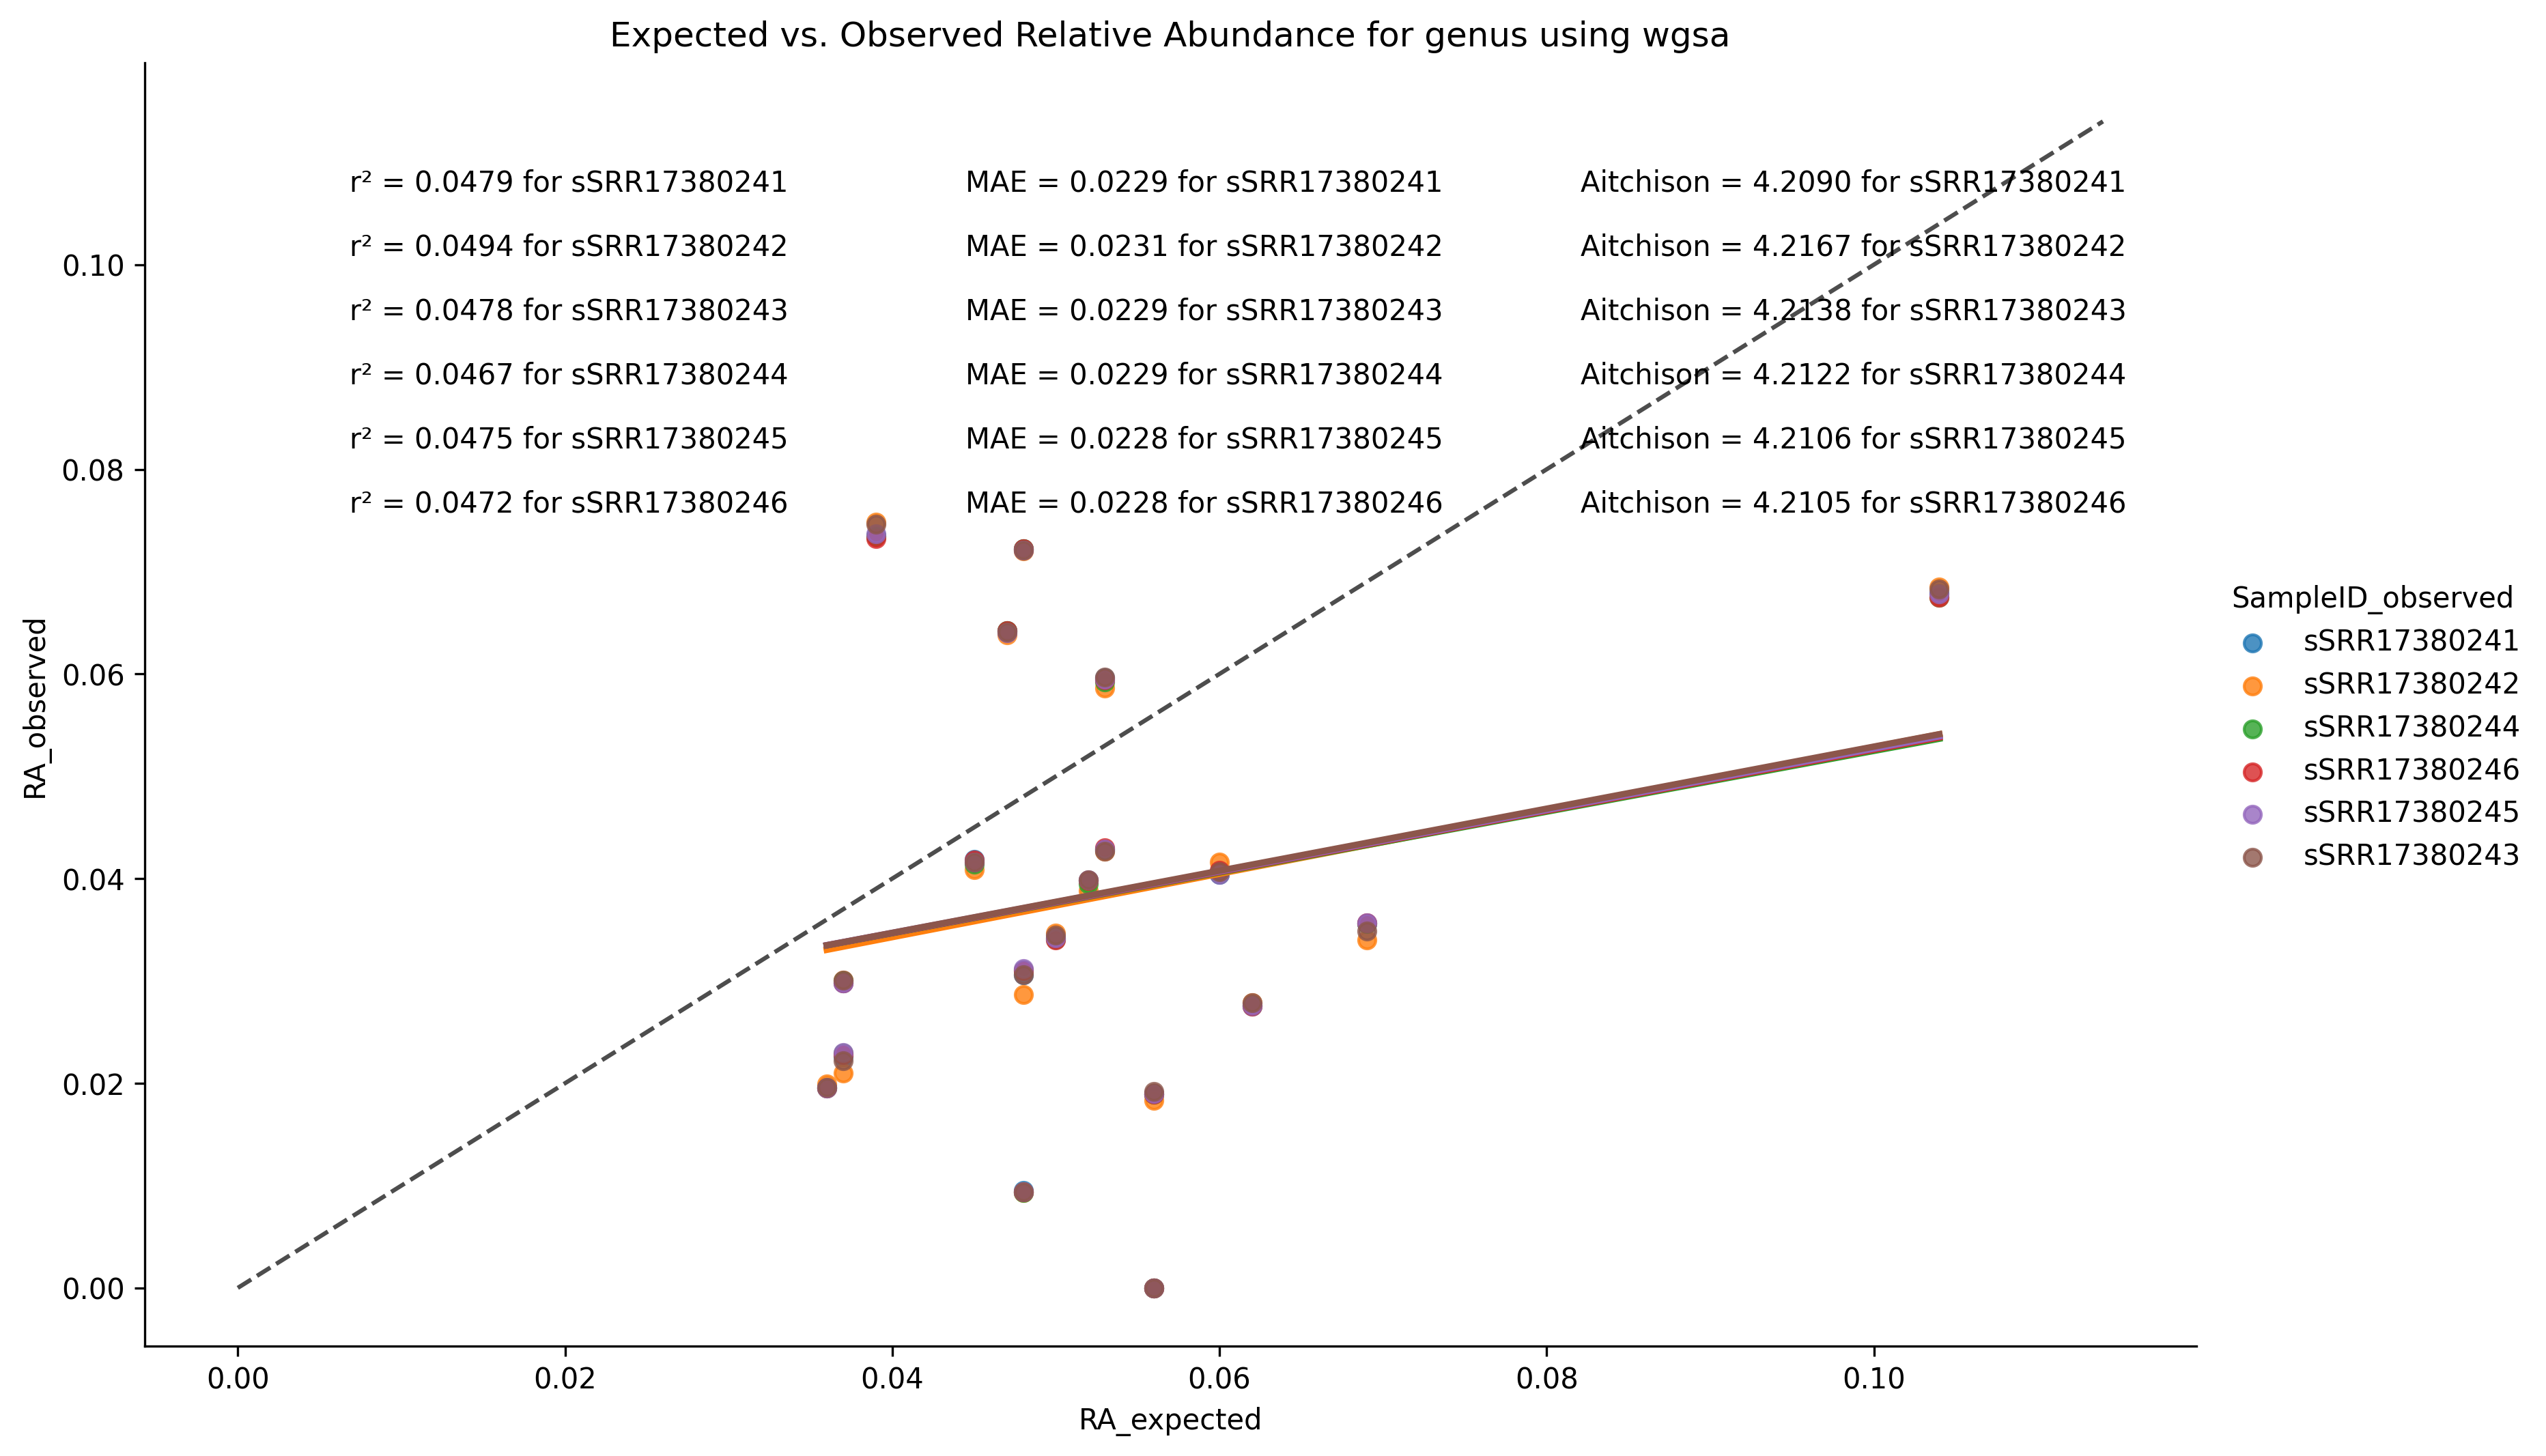 Expected vs. Observed Relative Abundance for genus using wgsa
r² = 0.0479 for sSRR17380241 MAE = 0.0229 for sSRR17380241 Aitchison = 4.2090 for sSRR17380241
r² = 0.0494 for sSRR17380242 MAE = 0.0231 for sSRR17380242 Aitchison = 4.2167 for sSRR17380242
r² = 0.0478 for sSRR17380243 MAE = 0.0229 for sSRR17380243 Aitchison = 4.2138 for sSRR17380243
r² = 0.0467 for sSRR17380244 MAE = 0.0229 for sSRR17380244 Aitchison = 4.2122 for sSRR17380244
r² = 0.0475 for sSRR17380245 MAE = 0.0228 for sSRR17380245 Aitchison = 4.2106 for sSRR17380245
r² = 0.0472 for sSRR17380246 MAE = 0.0228 for sSRR17380246 Aitchison = 4.2105 for sSRR17380246
RA_observed
0.10
0.08
0.06
0.04
0.02
0.00
0.00 0.02 0.04 0.06 0.08 0.10
RA_expected
SampleID_observed
sSRR17380241
sSRR17380242
sSRR17380244
sSRR17380246
sSRR17380245
sSRR17380243